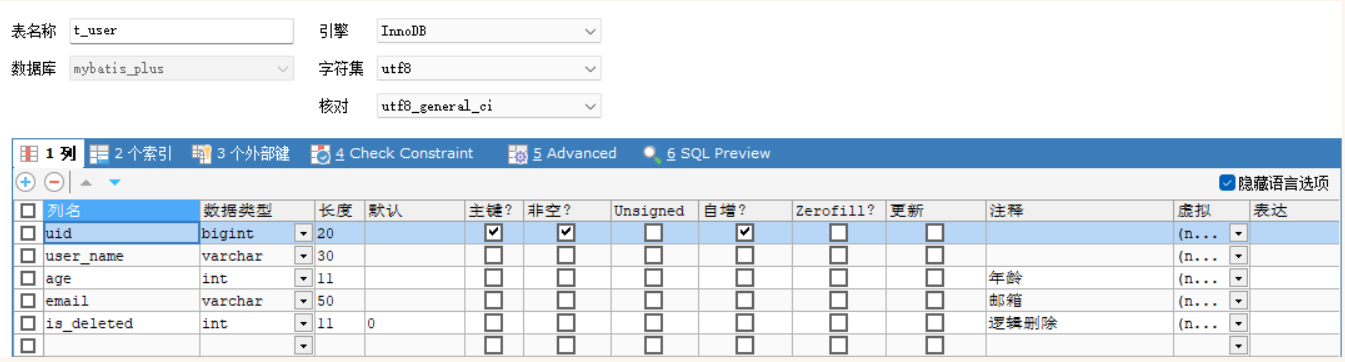 表名称 t_user 引擎 InnoDB
数据库 mybatis_plus 字符集 utf8
核对 utf8_general_ci
1 列 2 个索引 3 个外部键 4 Check Constraint 5 Advanced 6 SQL Preview
隐藏语言选项
列名 数据类型 长度 默认 主键? 非空? Unsigned 自增? Zerofill? 更新 注释 虚拟 表达
uid bigint 20 (n...
user_name varchar 30 (n...
age int 11 年龄 (n...
email varchar 50 邮箱 (n...
is_deleted int 11 0 逻辑删除 (n...